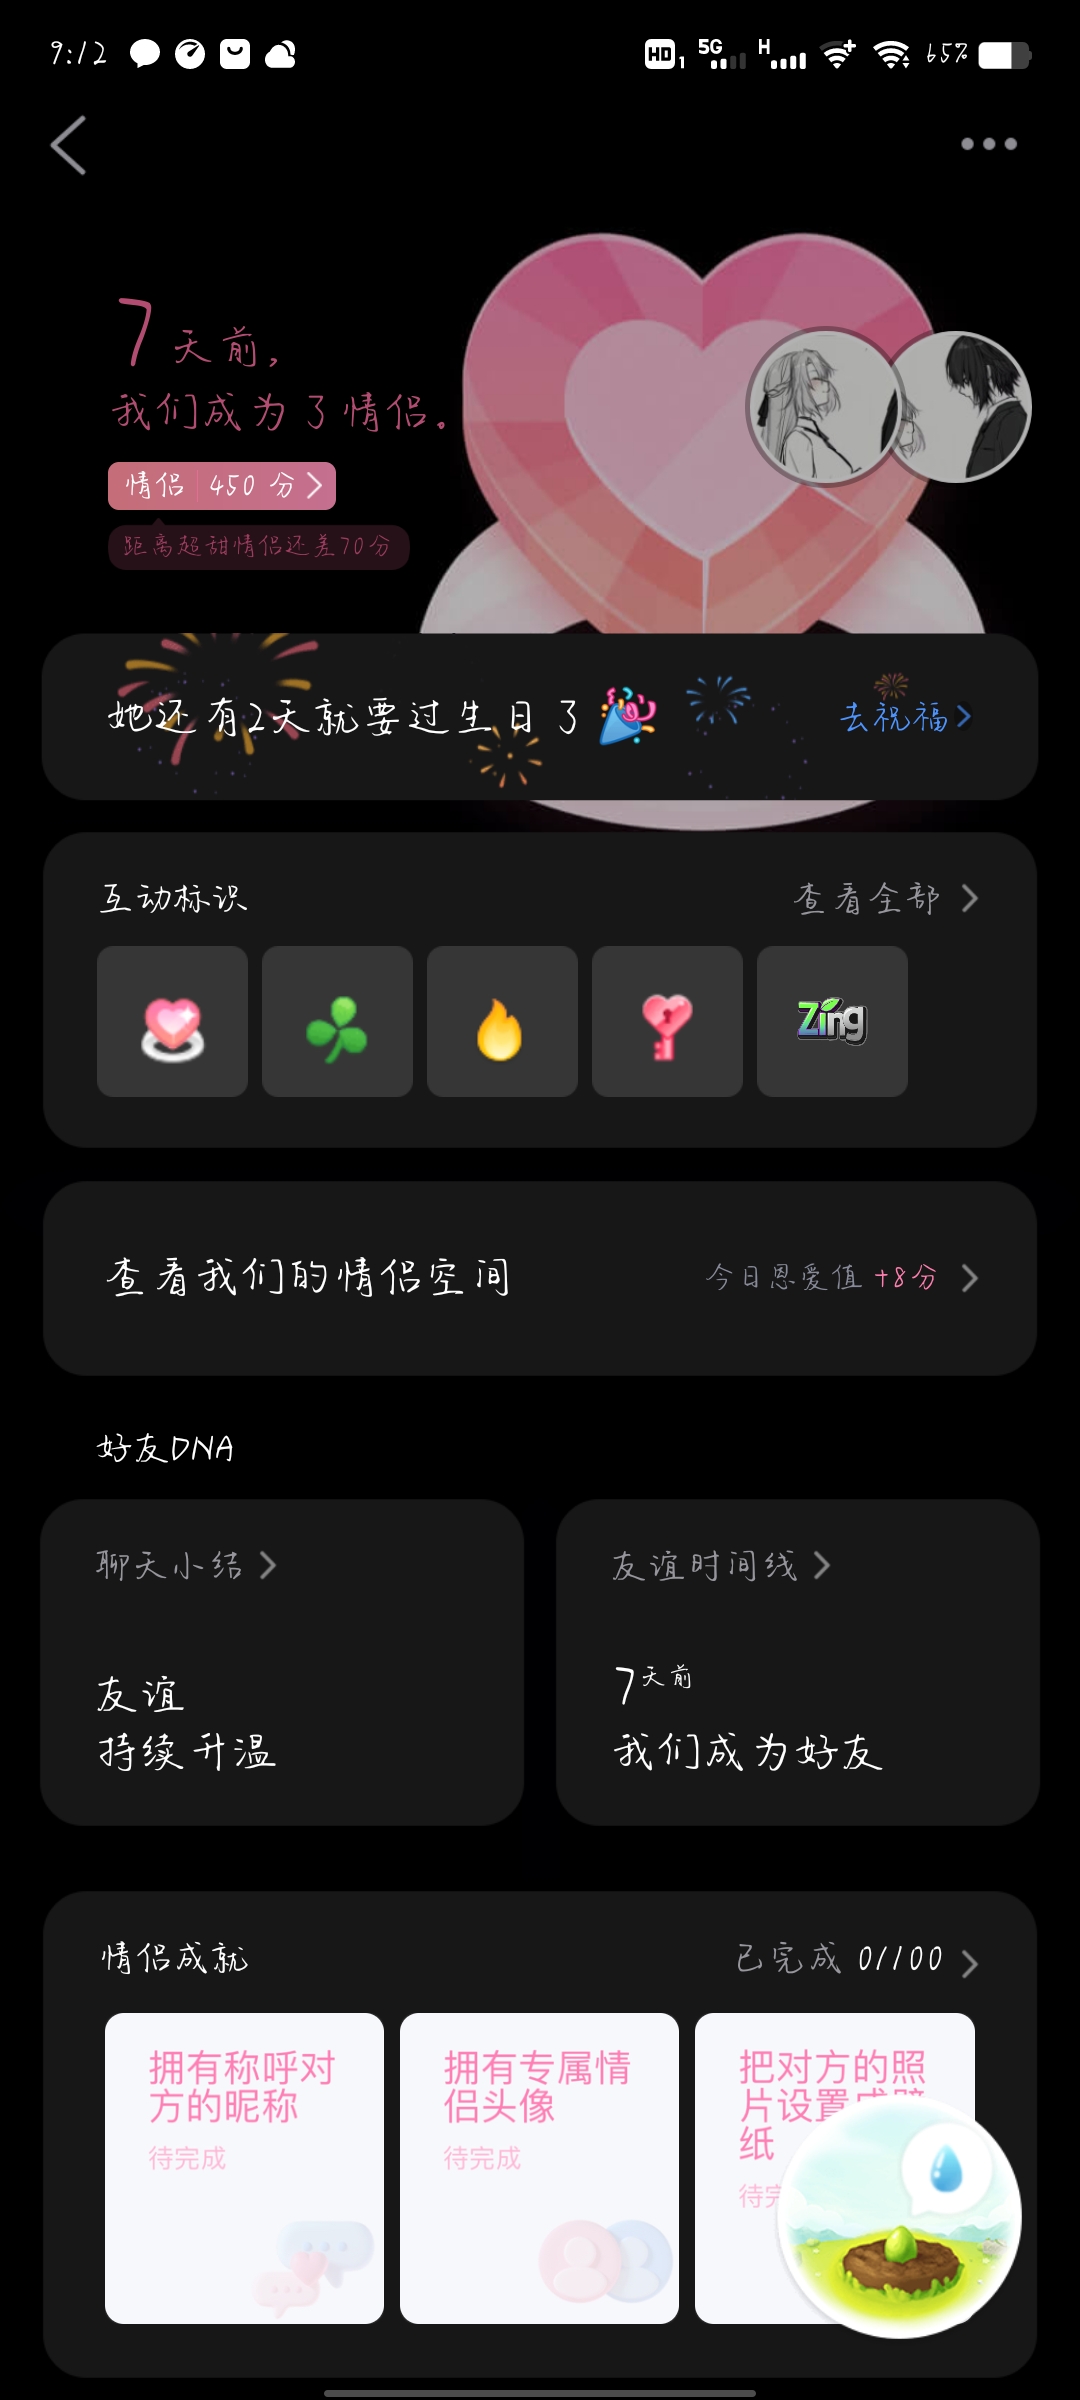 9:12
HD 1 5G H 65%
7 天前,
我们成为了情侣。
情侣 450 分
距离超甜情侣还差70分
她还有2天就要过生日了 去祝福
互动标识 查看全部
Zing
查看我们的情侣空间 今日恩爱值 +8分
好友DNA
聊天小结 友谊时间线
友谊
持续升温
7天前
我们成为好友
情侣成就 已完成 0/100
拥有称呼对
方的昵称
待完成
拥有专属情
侣头像
待完成
把对方的照
片设置成壁
纸
待完